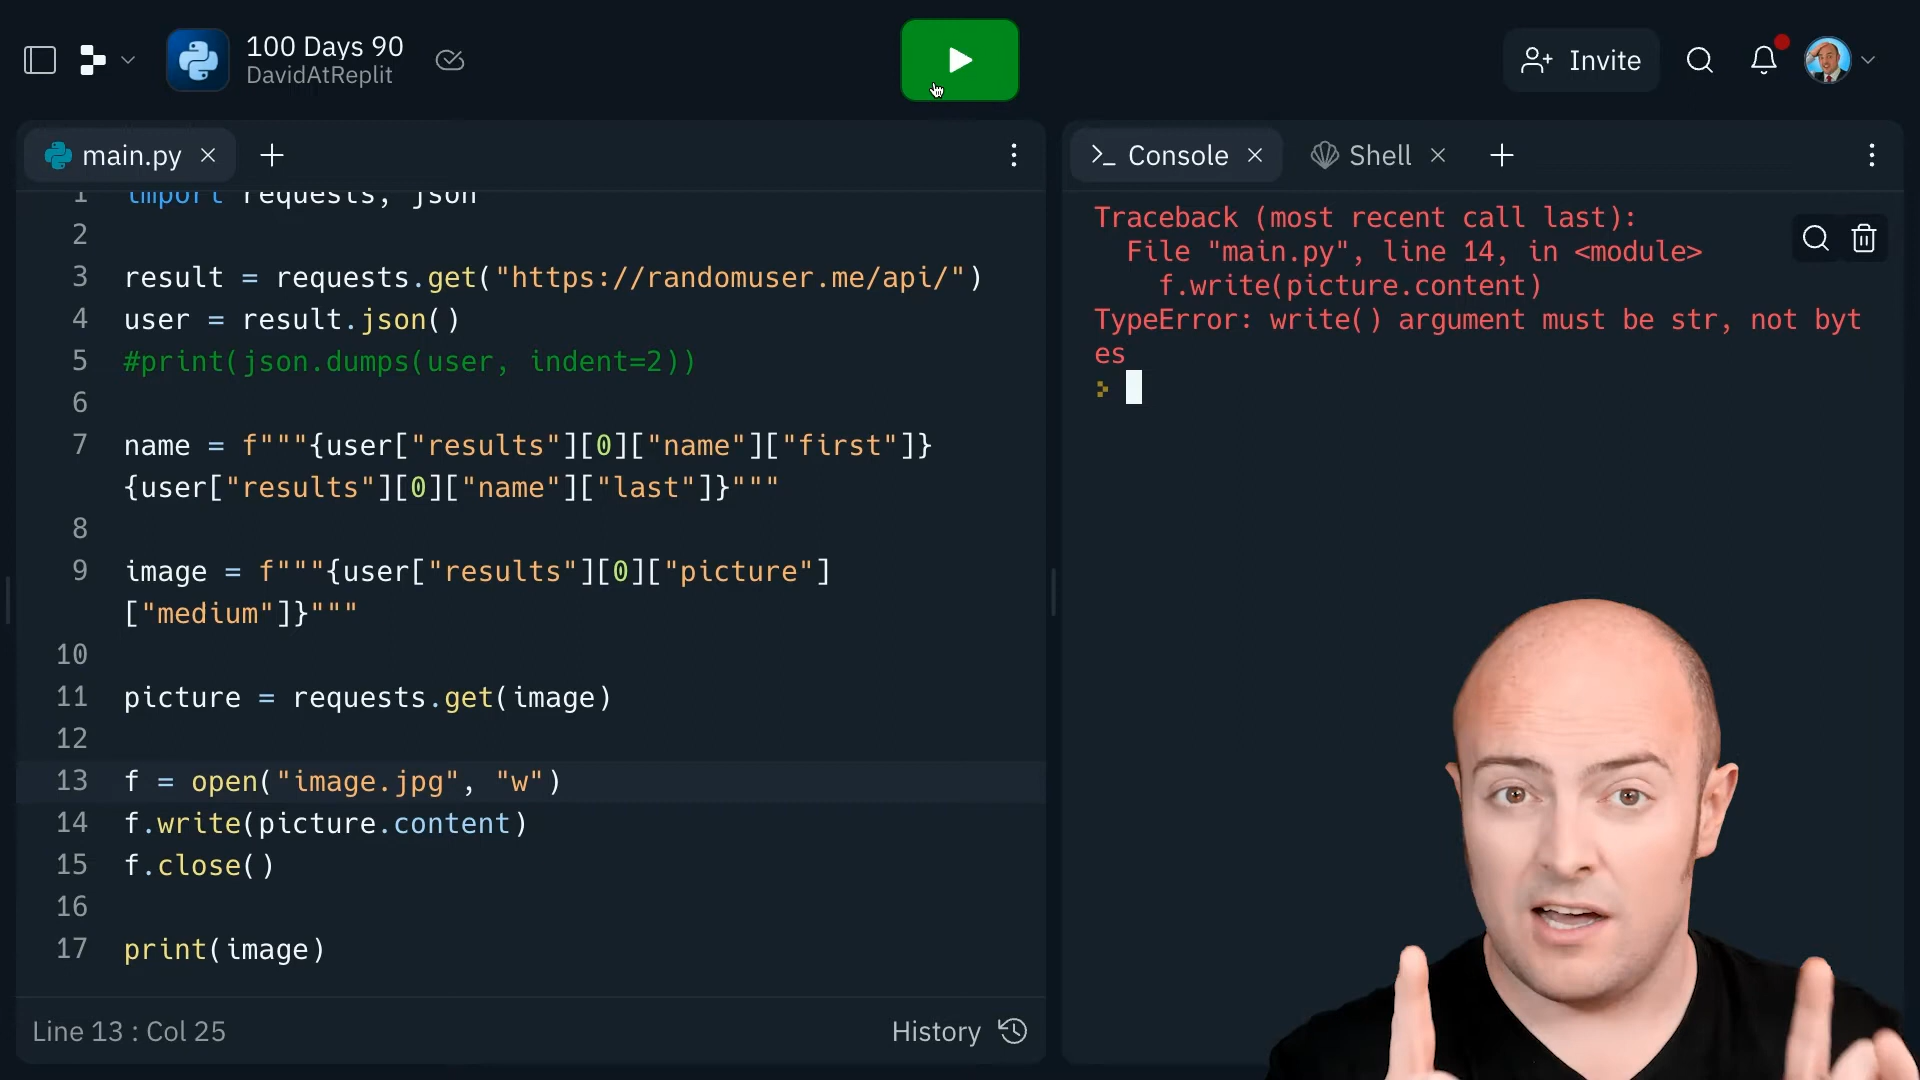 100 Days 90
DavidAtReplit
Invite
main.py
1 import requests, json
2
3 result = requests.get("https://randomuser.me/api/")
4 user = result.json()
5 #print(json.dumps(user, indent=2))
6
7 name = f"""{user["results"][0]["name"]["first"]}
{user["results"][0]["name"]["last"]}"""
8
9 image = f"""{user["results"][0]["picture"]
["medium"]}"""
10
11 picture = requests.get(image)
12
13 f = open("image.jpg", "w")
14 f.write(picture.content)
15 f.close()
16
17 print(image)
Line 13 : Col 25
History
Console
Shell
Traceback (most recent call last):
File "main.py", line 14, in <module>
f.write(picture.content)
TypeError: write() argument must be str, not byt
es